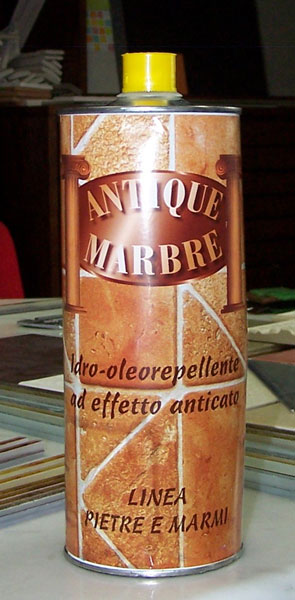 ANTIQUE
MARBRE
Idro-oleorepellente
ad effetto anticato
LINEA
PIETRE E MARMI